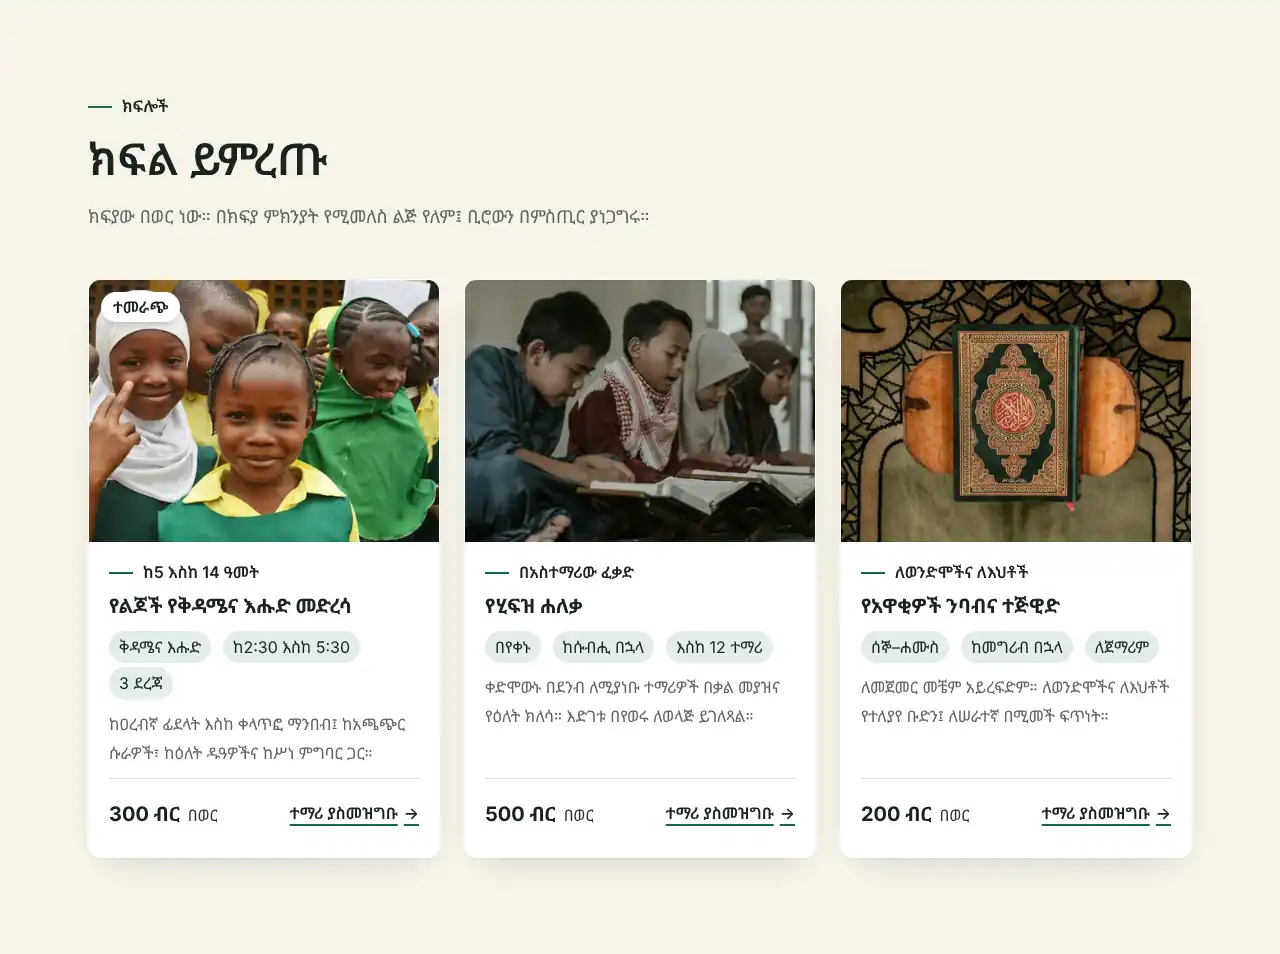 ክፍሎች
ክፍል ይምረጡ
ክፍያው በወር ነው። በክፍያ ምክንያት የሚመለስ ልጅ የለም፤ ቢሮውን በምስጢር ያነጋግሩ።
ተመራጭ
ከ5 እስከ 14 ዓመት
የልጆች የቅዳሜና እሑድ መድረሳ
ቅዳሜና እሑድ
ከ2:30 እስከ 5:30
3 ደረጃ
ከዐረብኛ ፊደላት እስከ ቀላጥፎ ማንበብ፤ ከአጫጭር
ሱራዎች፣ ከዕለት ዱዓዎችና ከሥነ ምግባር ጋር።
300 ብር በወር
ተማሪ ያስመዝግቡ →
በአስተማሪው ፈቃድ
የሂፍዝ ሐለቃ
በየቀኑ
ከሱብሒ በኋላ
እስከ 12 ተማሪ
ቀድሞውኑ በደንብ ለሚያነቡ ተማሪዎች በቃል መያዝና
የዕለት ክለሳ። እድገቱ በየወሩ ለወላጅ ይገለጻል።
500 ብር በወር
ተማሪ ያስመዝግቡ →
ለወንድሞችና ለእህቶች
የአዋቂዎች ንባብና ተጅዊድ
ሰኞ–ሐሙስ
ከመግሪብ በኋላ
ለጀማሪም
ለመጀመር መቼም አይረፍድም። ለወንድሞችና ለእህቶች
የተለያየ ቡድን፤ ለሠራተኛ በሚመች ፍጥነት።
200 ብር በወር
ተማሪ ያስመዝግቡ →